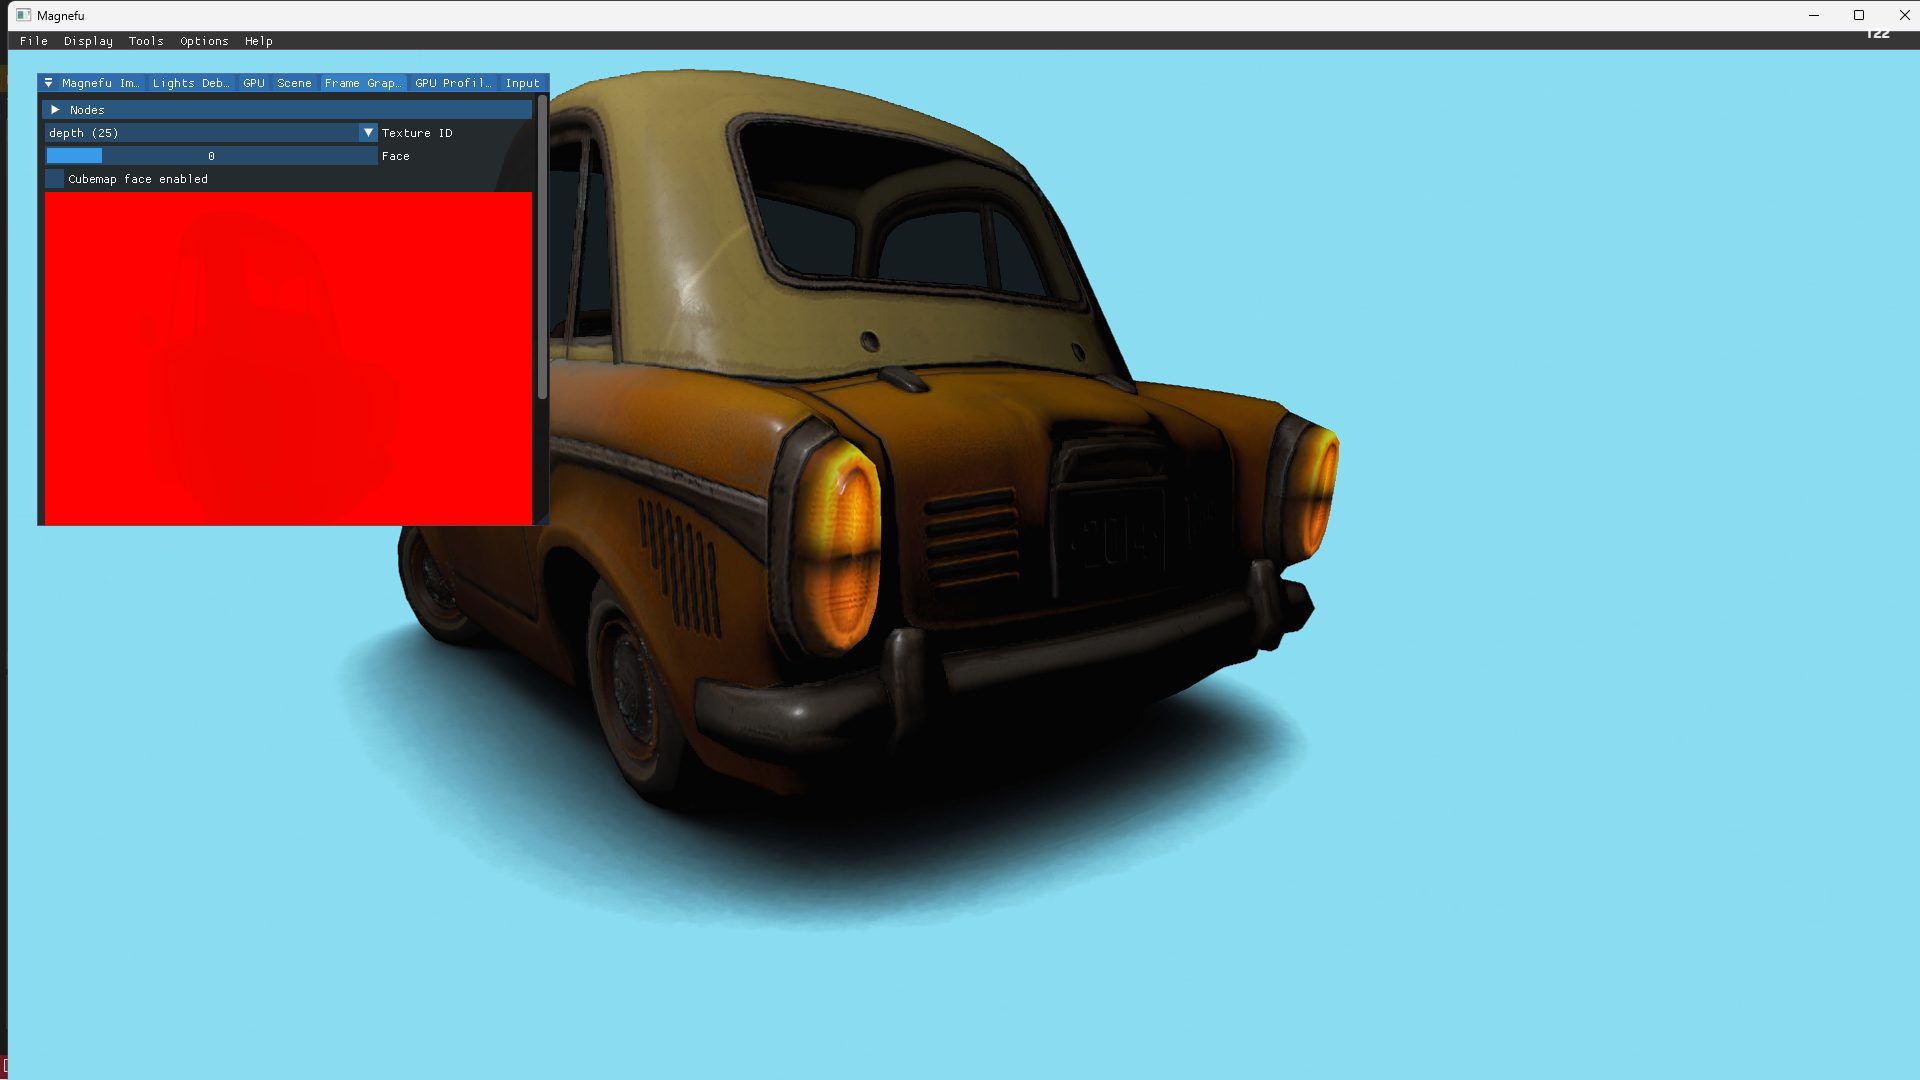 Magnefu
File Display Tools Options Help
122
Magnefu Im… Lights Deb… GPU Scene Frame Grap… GPU Profil… Input
Nodes
depth (25) Texture ID
0 Face
Cubemap face enabled